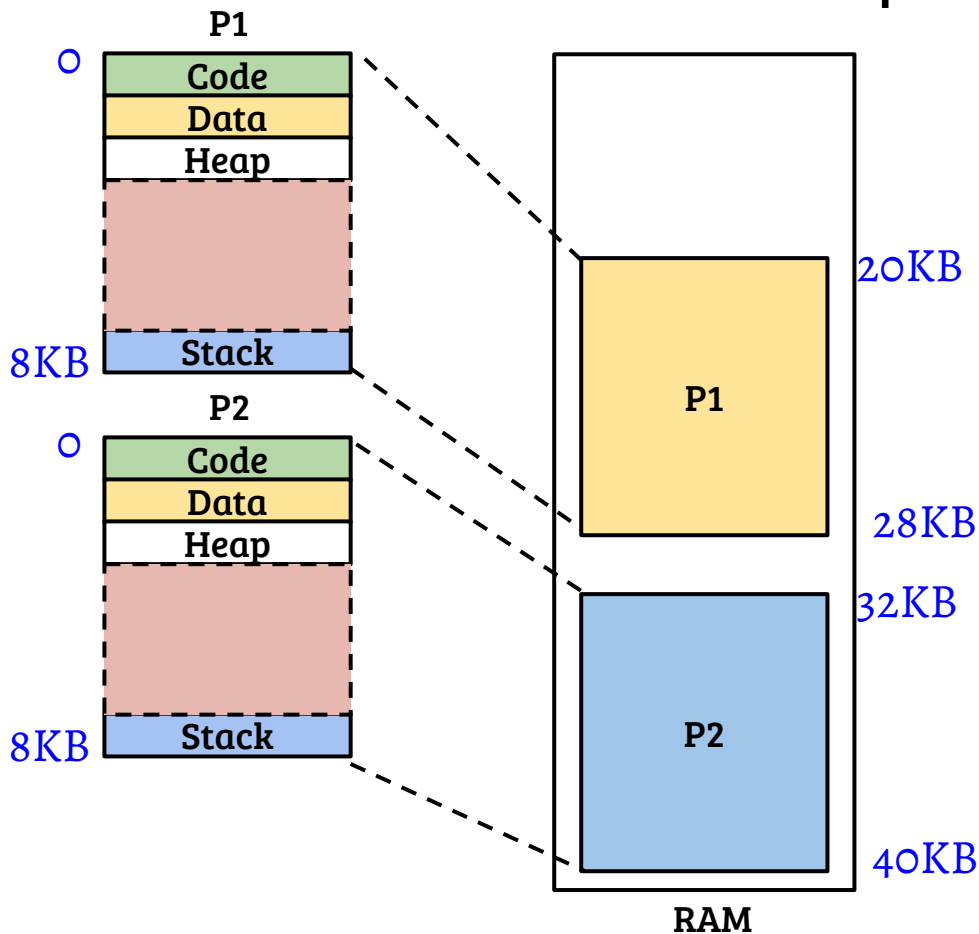 P1
0
Code
Data
Heap
Stack
8KB
P2
0
Code
Data
Heap
Stack
8KB
20KB
P1
28KB
32KB
P2
40KB
RAM